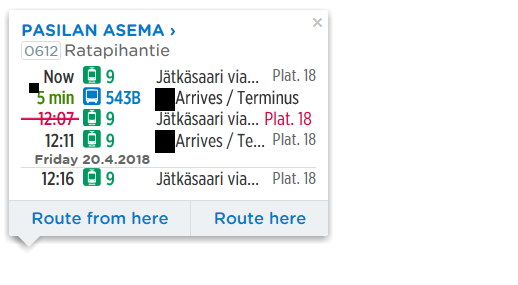 PASILAN ASEMA ›
0612 Ratapihantie
Now 9 Jätkäsaari via... Plat. 18
5 min 543B Arrives / Terminus
12:07 9 Jätkäsaari via... Plat. 18
12:11 9 Arrives / Te... Plat. 18
Friday 20.4.2018
12:16 9 Jätkäsaari via... Plat. 18
Route from here Route here